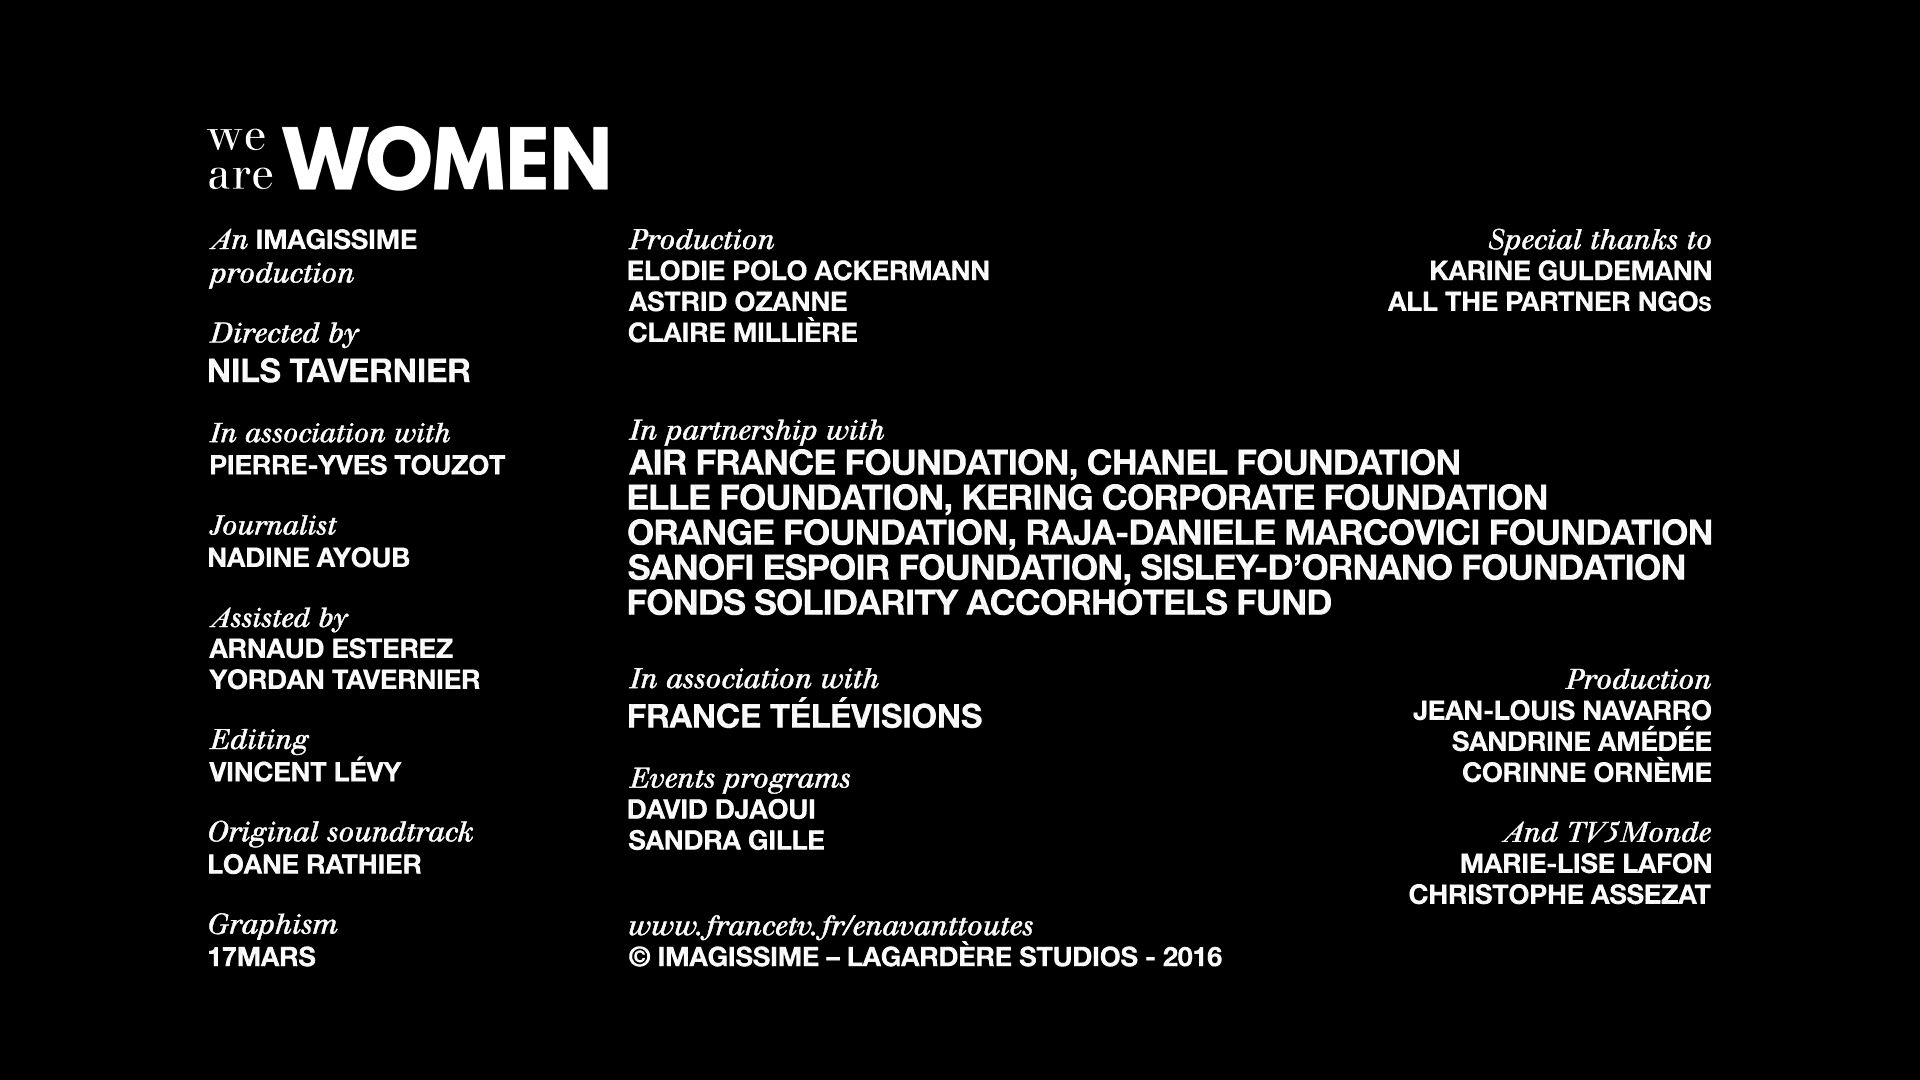 we are WOMEN
An IMAGISSIME
production
Directed by
NILS TAVERNIER
In association with
PIERRE-YVES TOUZOT
Journalist
NADINE AYOUB
Assisted by
ARNAUD ESTEREZ
YORDAN TAVERNIER
Editing
VINCENT LÉVY
Original soundtrack
LOANE RATHIER
Graphism
17MARS
Production
ELODIE POLO ACKERMANN
ASTRID OZANNE
CLAIRE MILLIÈRE
Special thanks to
KARINE GULDEMANN
ALL THE PARTNER NGOs
In partnership with
AIR FRANCE FOUNDATION, CHANEL FOUNDATION
ELLE FOUNDATION, KERING CORPORATE FOUNDATION
ORANGE FOUNDATION, RAJA-DANIELE MARCOVICI FOUNDATION
SANOFI ESPOIR FOUNDATION, SISLEY-D’ORNANO FOUNDATION
FONDS SOLIDARITY ACCORHOTELS FUND
In association with
FRANCE TÉLÉVISIONS
Events programs
DAVID DJAOUI
SANDRA GILLE
Production
JEAN-LOUIS NAVARRO
SANDRINE AMÉDÉE
CORINNE ORNÈME
And TV5Monde
MARIE-LISE LAFON
CHRISTOPHE ASSEZAT
www.francetv.fr/enavanttoutes
© IMAGISSIME – LAGARDÈRE STUDIOS - 2016